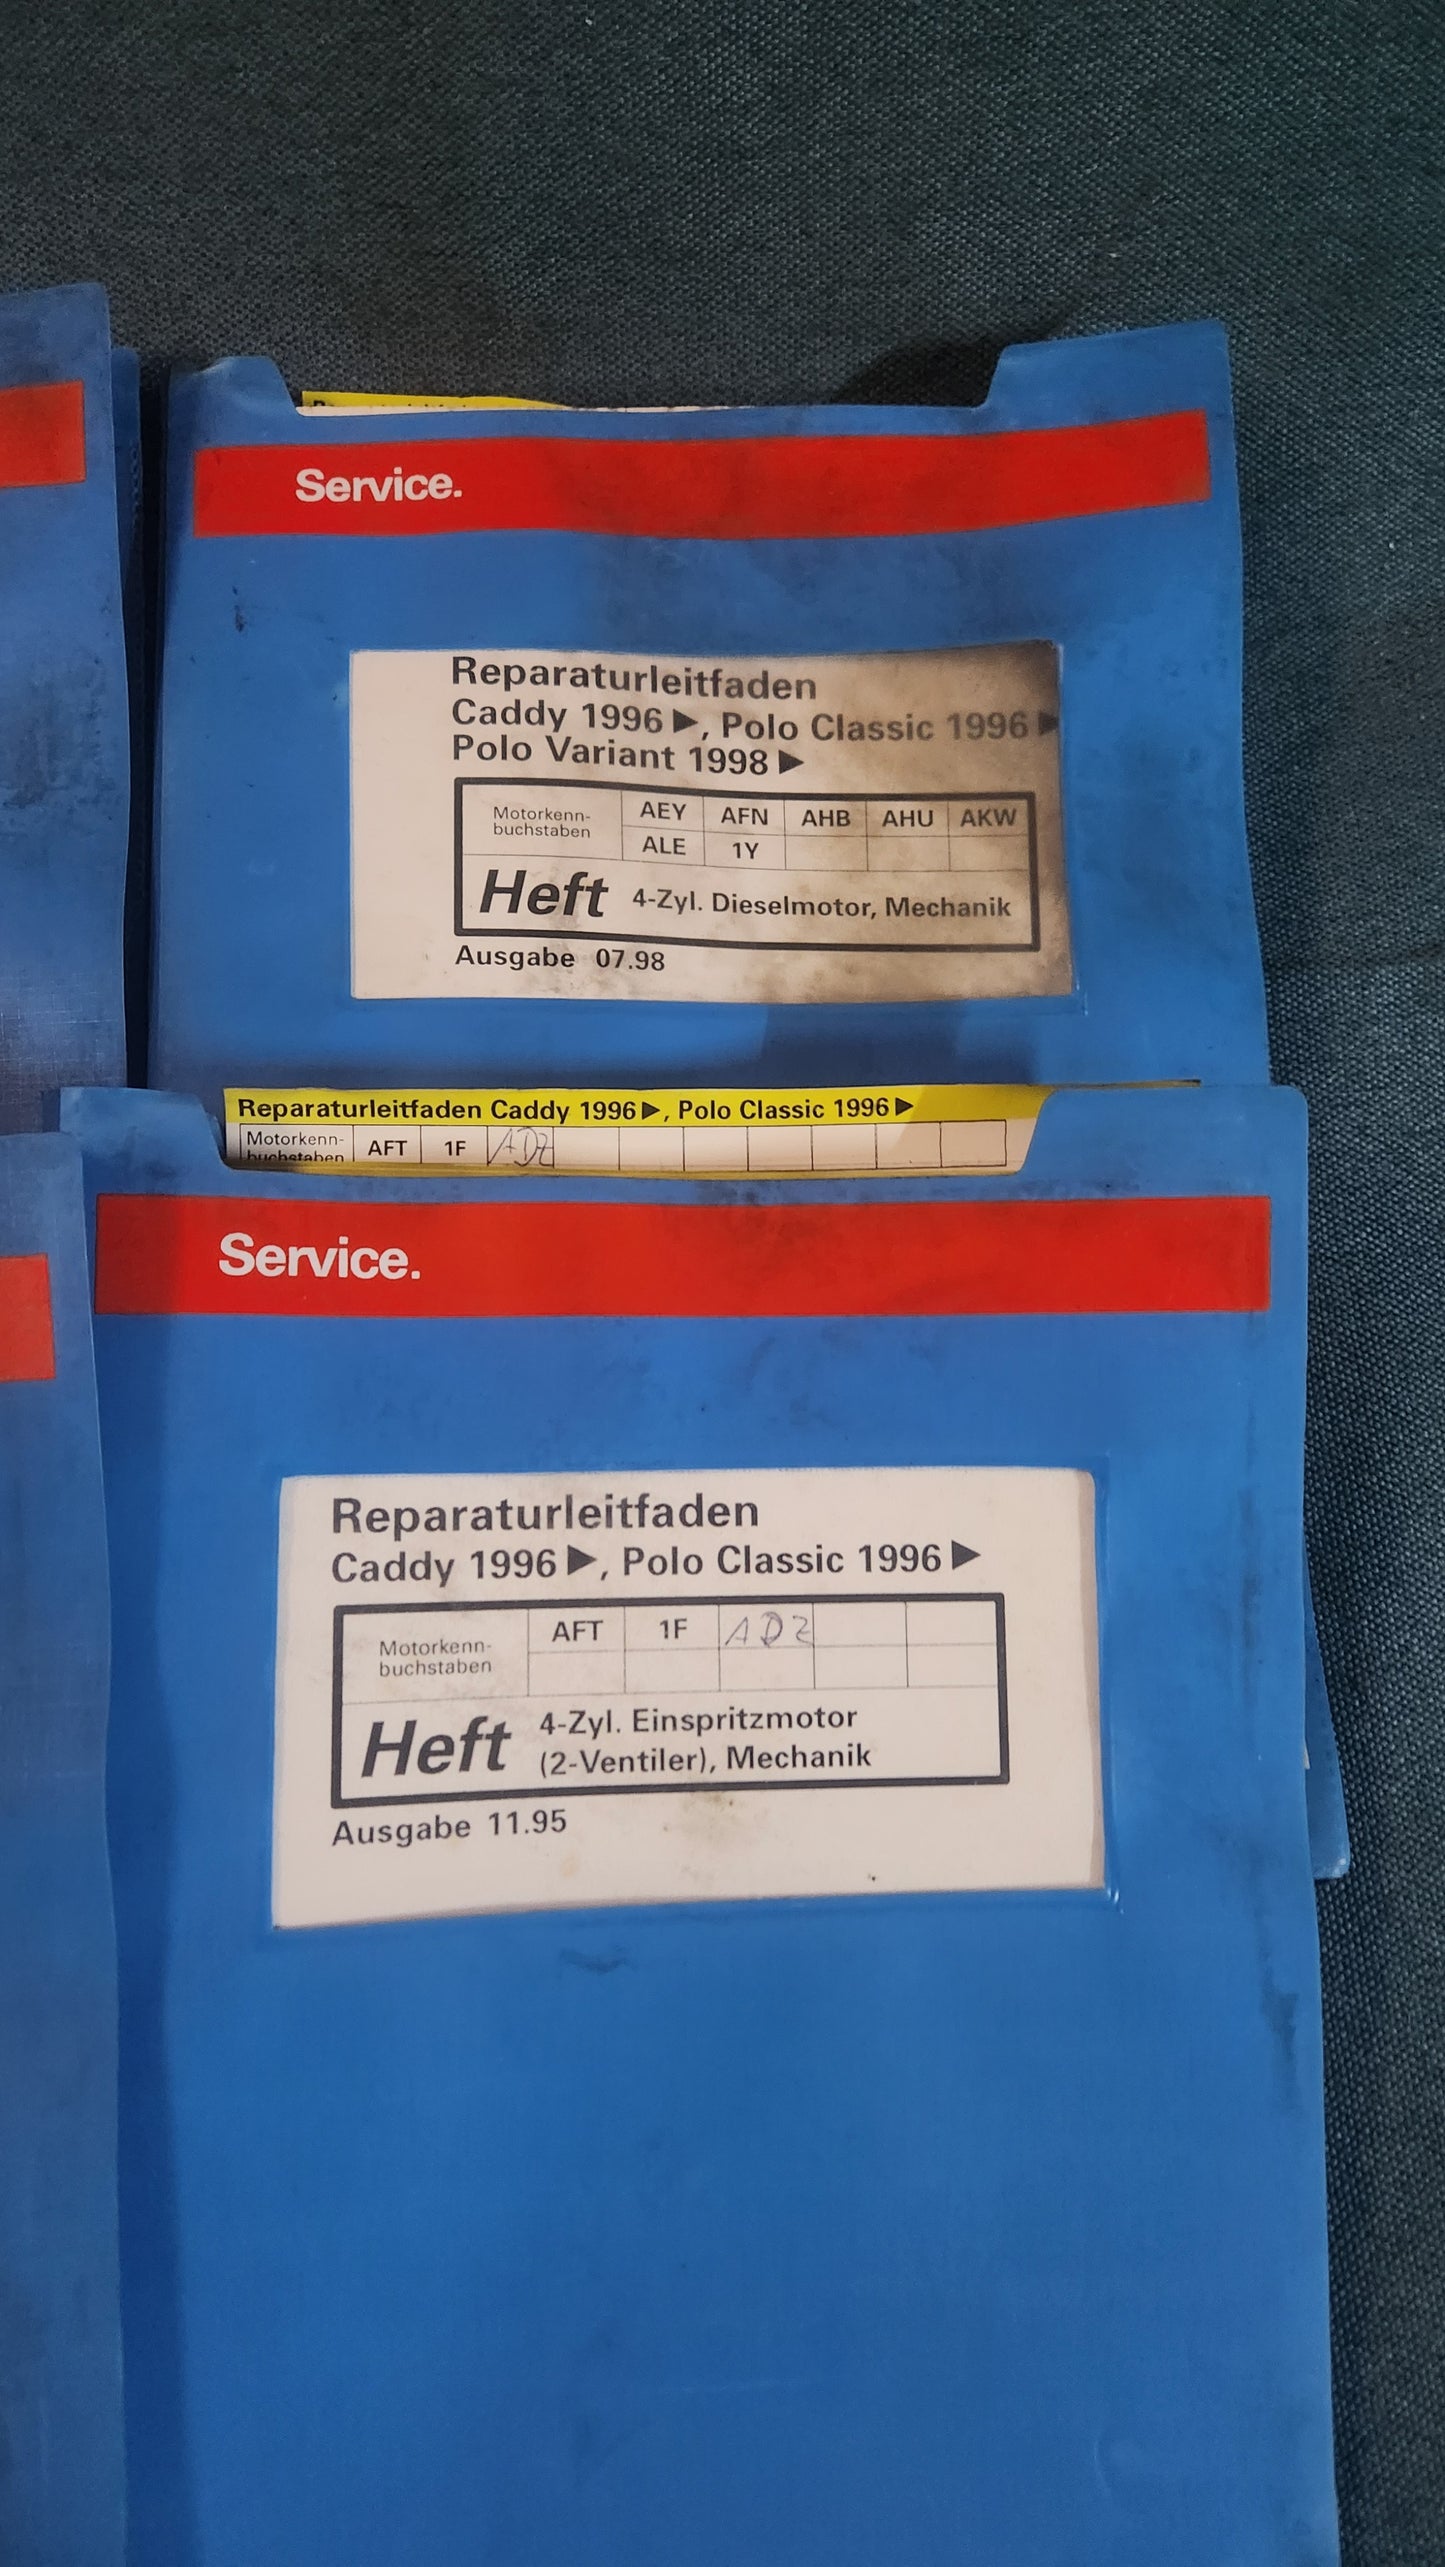 Service.
Reparaturleitfaden
Caddy 1996 ►, Polo Classic 1996 ►
Polo Variant 1998 ►
Motorkenn-
buchstaben
AEY AFN AHB AHU AKW
ALE 1Y
Heft 4-Zyl. Dieselmotor, Mechanik
Ausgabe 07.98
Reparaturleitfaden Caddy 1996 ►, Polo Classic 1996 ►
Motorkenn-
buchstaben
AFT 1F ADZ
Service.
Reparaturleitfaden
Caddy 1996 ►, Polo Classic 1996 ►
Motorkenn-
buchstaben
AFT 1F ADZ
Heft 4-Zyl. Einspritzmotor
(2-Ventiler), Mechanik
Ausgabe 11.95